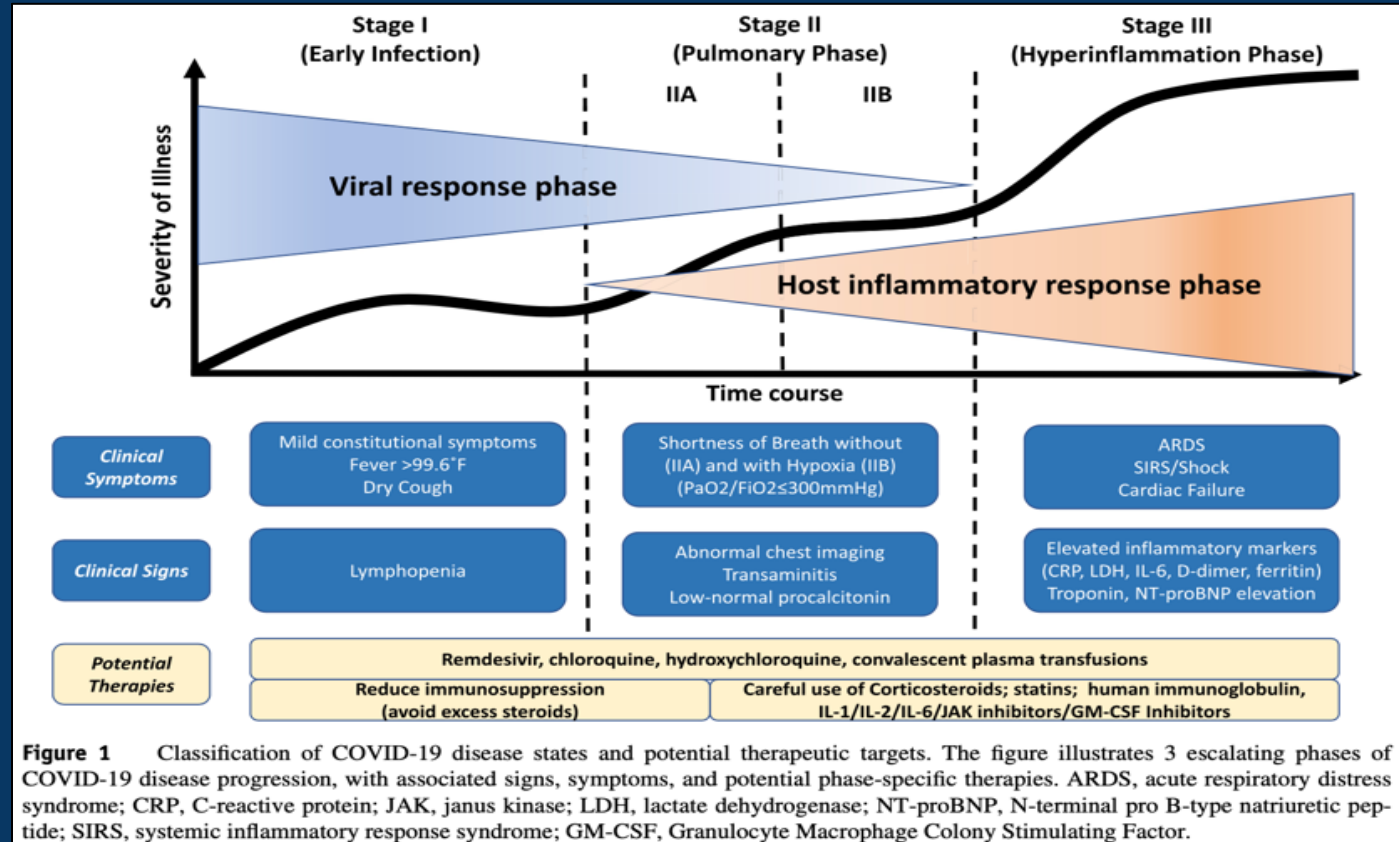 Stage I
(Early Infection)
Stage II
(Pulmonary Phase)
Stage III
(Hyperinflammation Phase)
IIA
IIB
Severity of Illness
Viral response phase
Host inflammatory response phase
Time course
Clinical
Symptoms
Mild constitutional symptoms
Fever >99.6°F
Dry Cough
Shortness of Breath without
(IIA) and with Hypoxia (IIB)
(PaO2/FiO2≤300mmHg)
ARDS
SIRS/Shock
Cardiac Failure
Clinical Signs
Lymphopenia
Abnormal chest imaging
Transaminitis
Low-normal procalcitonin
Elevated inflammatory markers
(CRP, LDH, IL-6, D-dimer, ferritin)
Troponin, NT-proBNP elevation
Potential
Therapies
Remdesivir, chloroquine, hydroxychloroquine, convalescent plasma transfusions
Reduce immunosuppression
(avoid excess steroids)
Careful use of Corticosteroids; statins; human immunoglobulin,
IL-1/IL-2/IL-6/JAK inhibitors/GM-CSF Inhibitors
Figure 1 Classification of COVID-19 disease states and potential therapeutic targets. The figure illustrates 3 escalating phases of
COVID-19 disease progression, with associated signs, symptoms, and potential phase-specific therapies. ARDS, acute respiratory distress
syndrome; CRP, C-reactive protein; JAK, janus kinase; LDH, lactate dehydrogenase; NT-proBNP, N-terminal pro B-type natriuretic pep-
tide; SIRS, systemic inflammatory response syndrome; GM-CSF, Granulocyte Macrophage Colony Stimulating Factor.